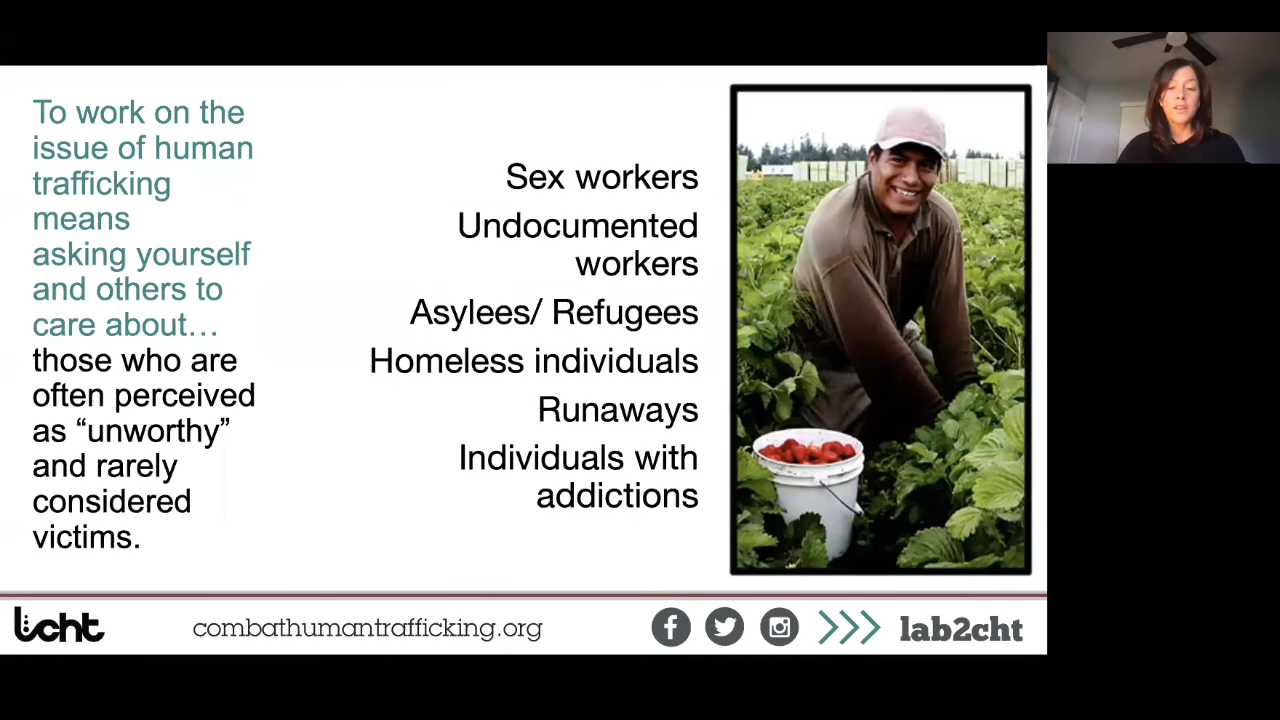 To work on the
issue of human
trafficking
means
asking yourself
and others to
care about…
those who are
often perceived
as “unworthy”
and rarely
considered
victims.
Sex workers
Undocumented
workers
Asylees/ Refugees
Homeless individuals
Runaways
Individuals with
addictions
lcht
combathumantrafficking.org
lab2cht